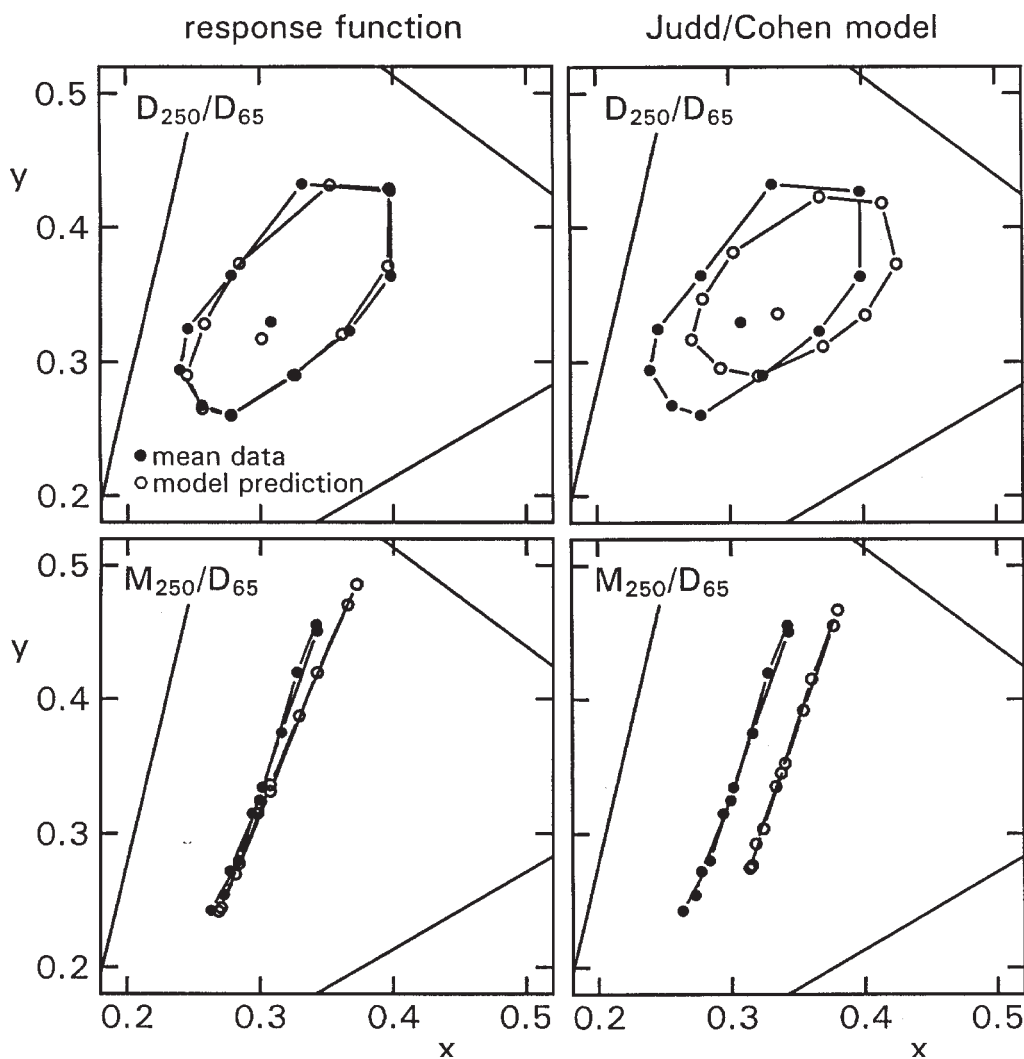 response function
Judd/Cohen model
D250/D65
D250/D65
0.5
y
0.4
0.3
0.2
mean data
model prediction
M250/D65
M250/D65
0.5
y
0.4
0.3
0.2
0.2 0.3 0.4 0.5
x
0.2 0.3 0.4 0.5
x